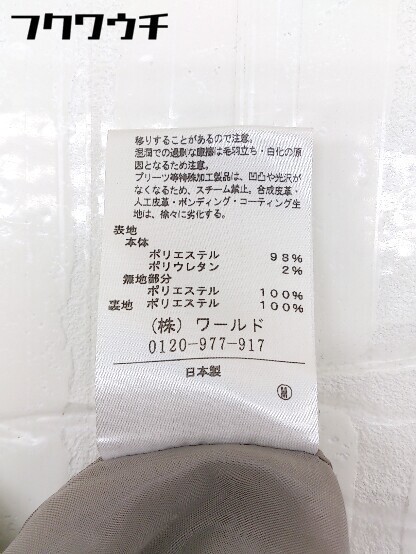 フクワウチ
移りすることがあるので注意。
湿潤での過剰な摩擦は毛羽立ち・白化の原
因となるため注意。
プリーツ等特殊加工製品は、凹凸や光沢が
なくなるため、スチーム禁止。合成皮革・
人工皮革・ボンディング・コーティング生
地は、徐々に劣化する。
表地
本体
ポリエステル 98%
ポリウレタン 2%
無地部分
ポリエステル 100%
裏地 ポリエステル 100%
(株) ワールド
0120-977-917
日本製